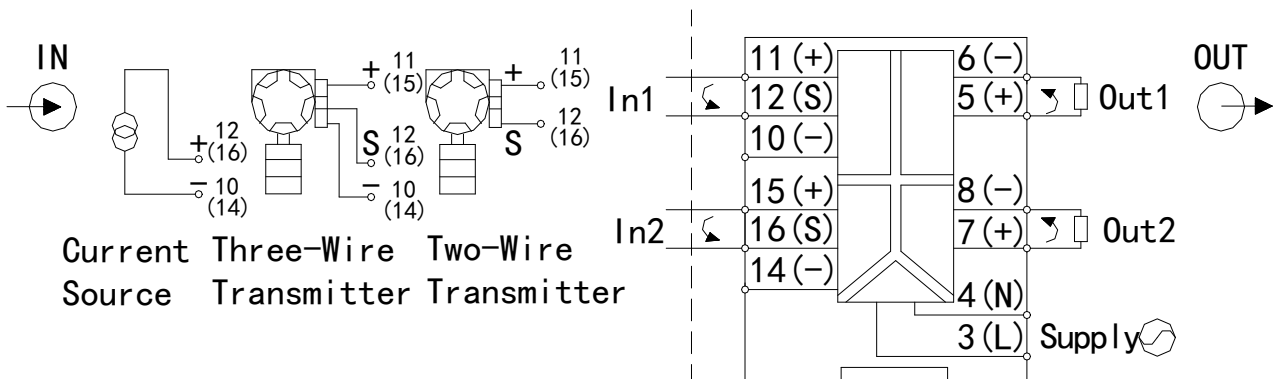 IN
+ 12
(16)
- 10
(14)
Current
Source
+ 11
(15)
S 12
(16)
- 10
(14)
Three-Wire
Transmitter
+ 11
(15)
S 12
(16)
Two-Wire
Transmitter
In1
In2
11(+)
12(S)
10(-)
15(+)
16(S)
14(-)
6(-)
5(+)
8(-)
7(+)
4(N)
3(L)
Out1
Out2
Supply
OUT